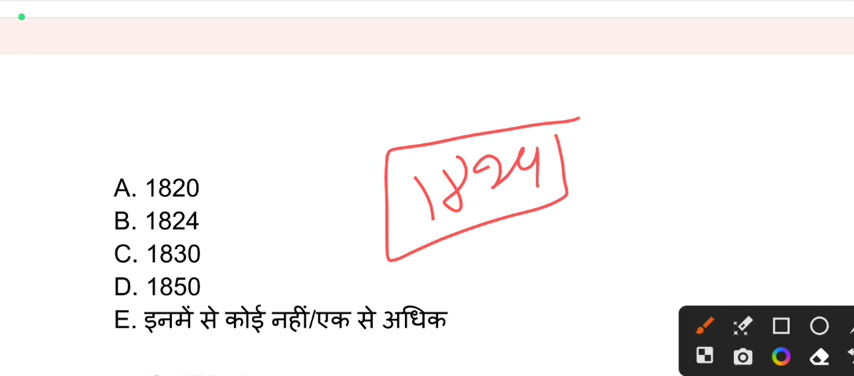 1824
A. 1820
B. 1824
C. 1830
D. 1850
E. इनमें से कोई नहीं/एक से अधिक